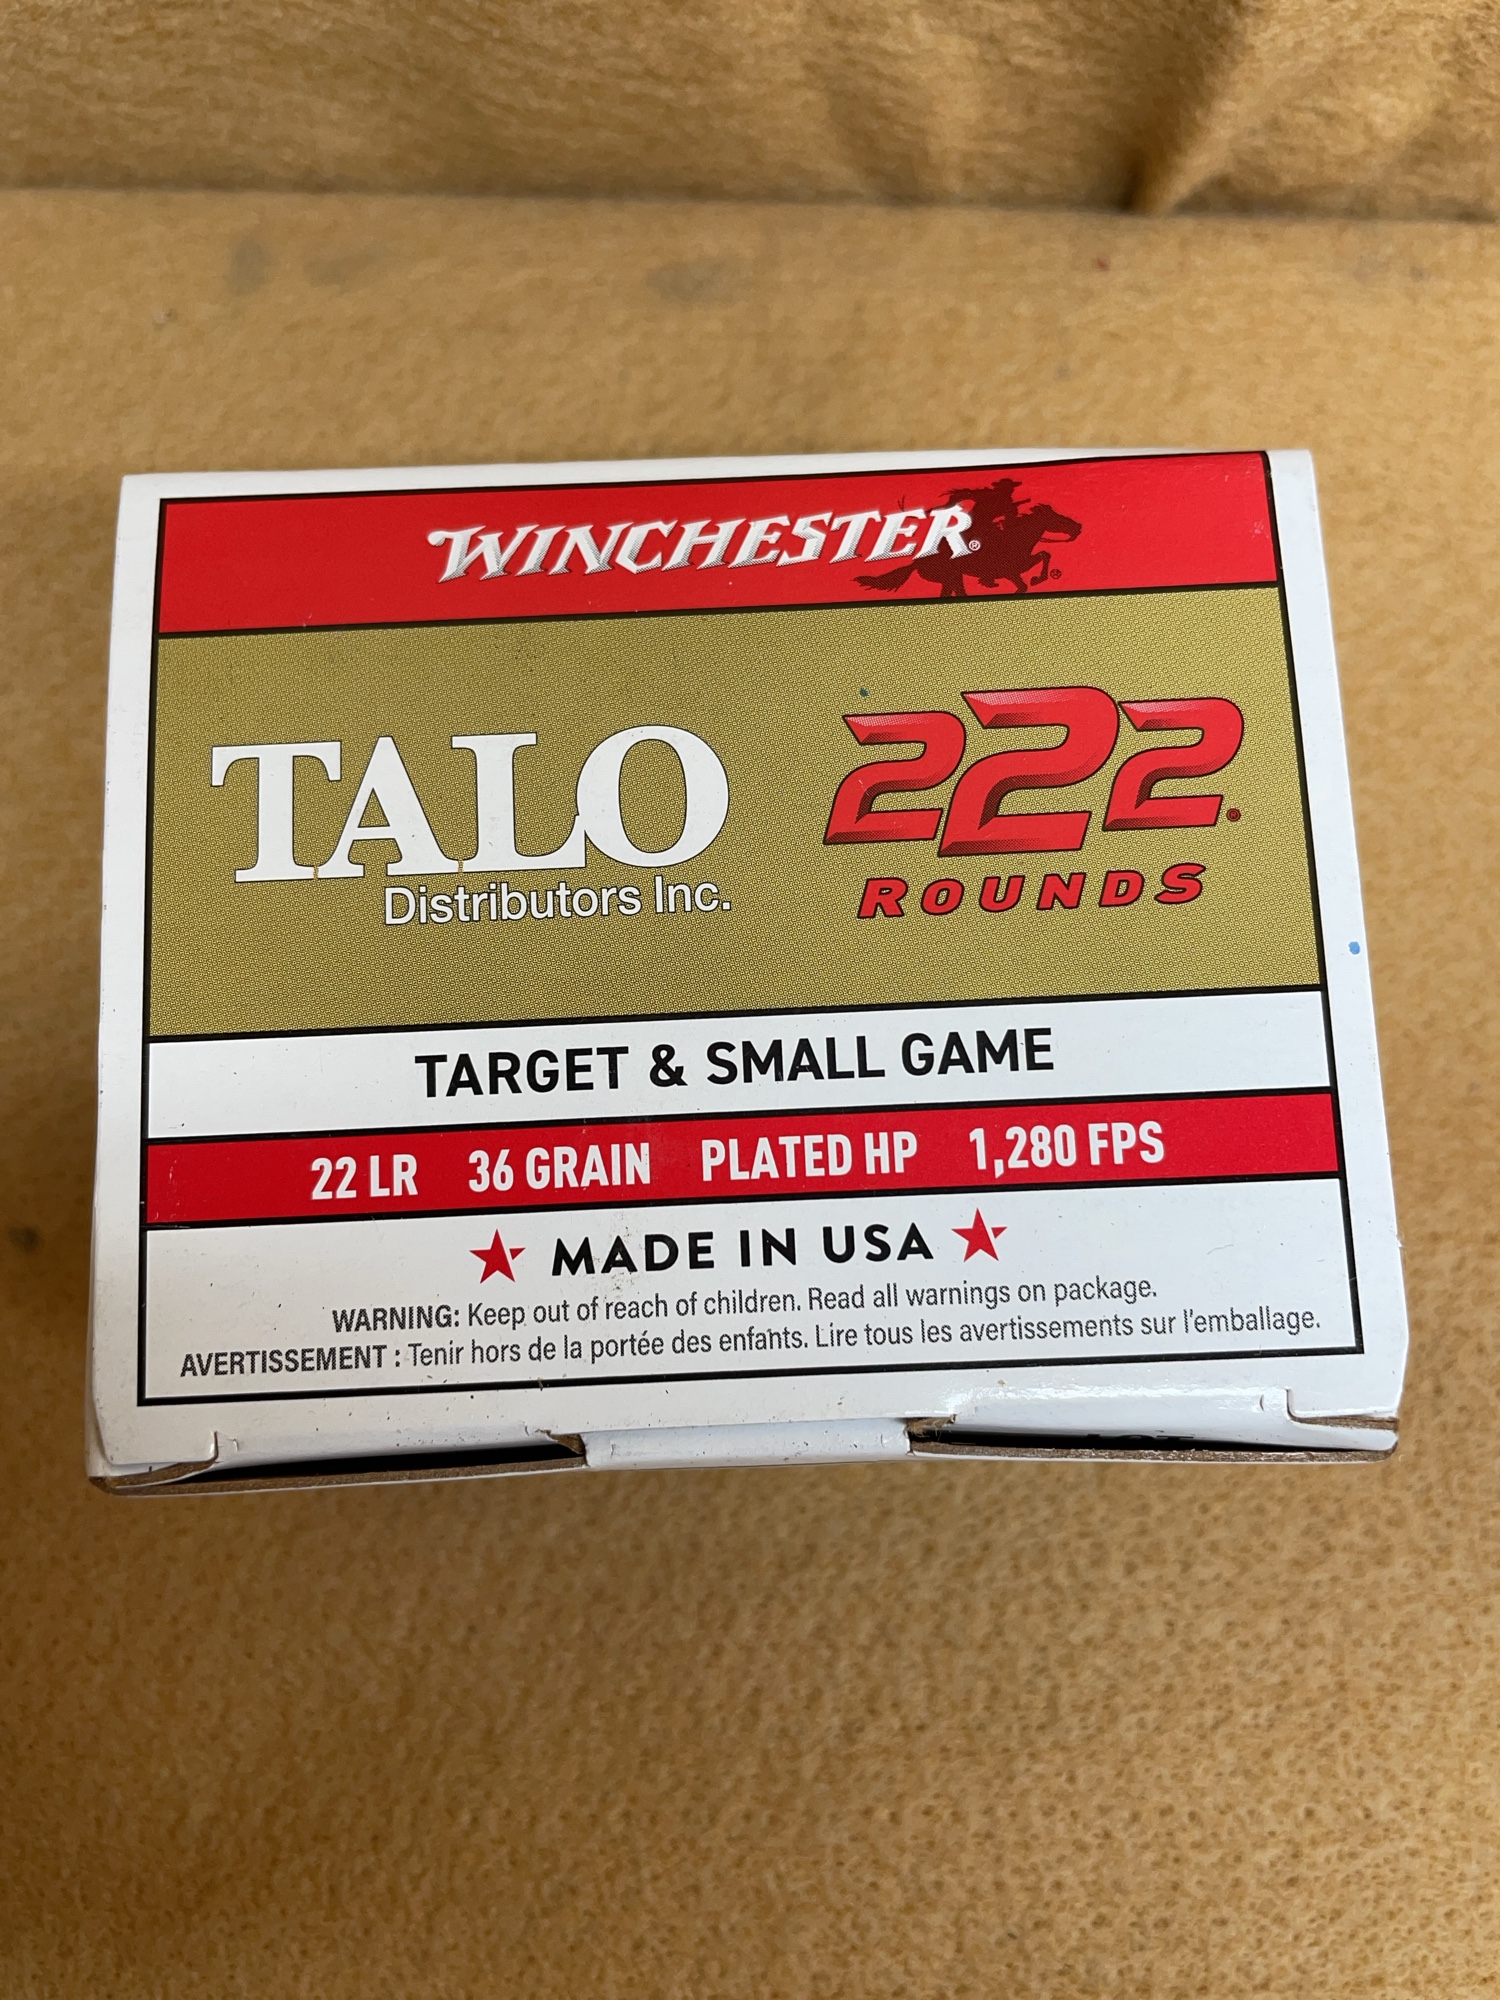 WINCHESTER®
TALO
Distributors Inc.
222
ROUNDS
TARGET & SMALL GAME
22 LR 36 GRAIN PLATED HP 1,280 FPS
MADE IN USA
WARNING: Keep out of reach of children. Read all warnings on package.
AVERTISSEMENT : Tenir hors de la portée des enfants. Lire tous les avertissements sur l'emballage.